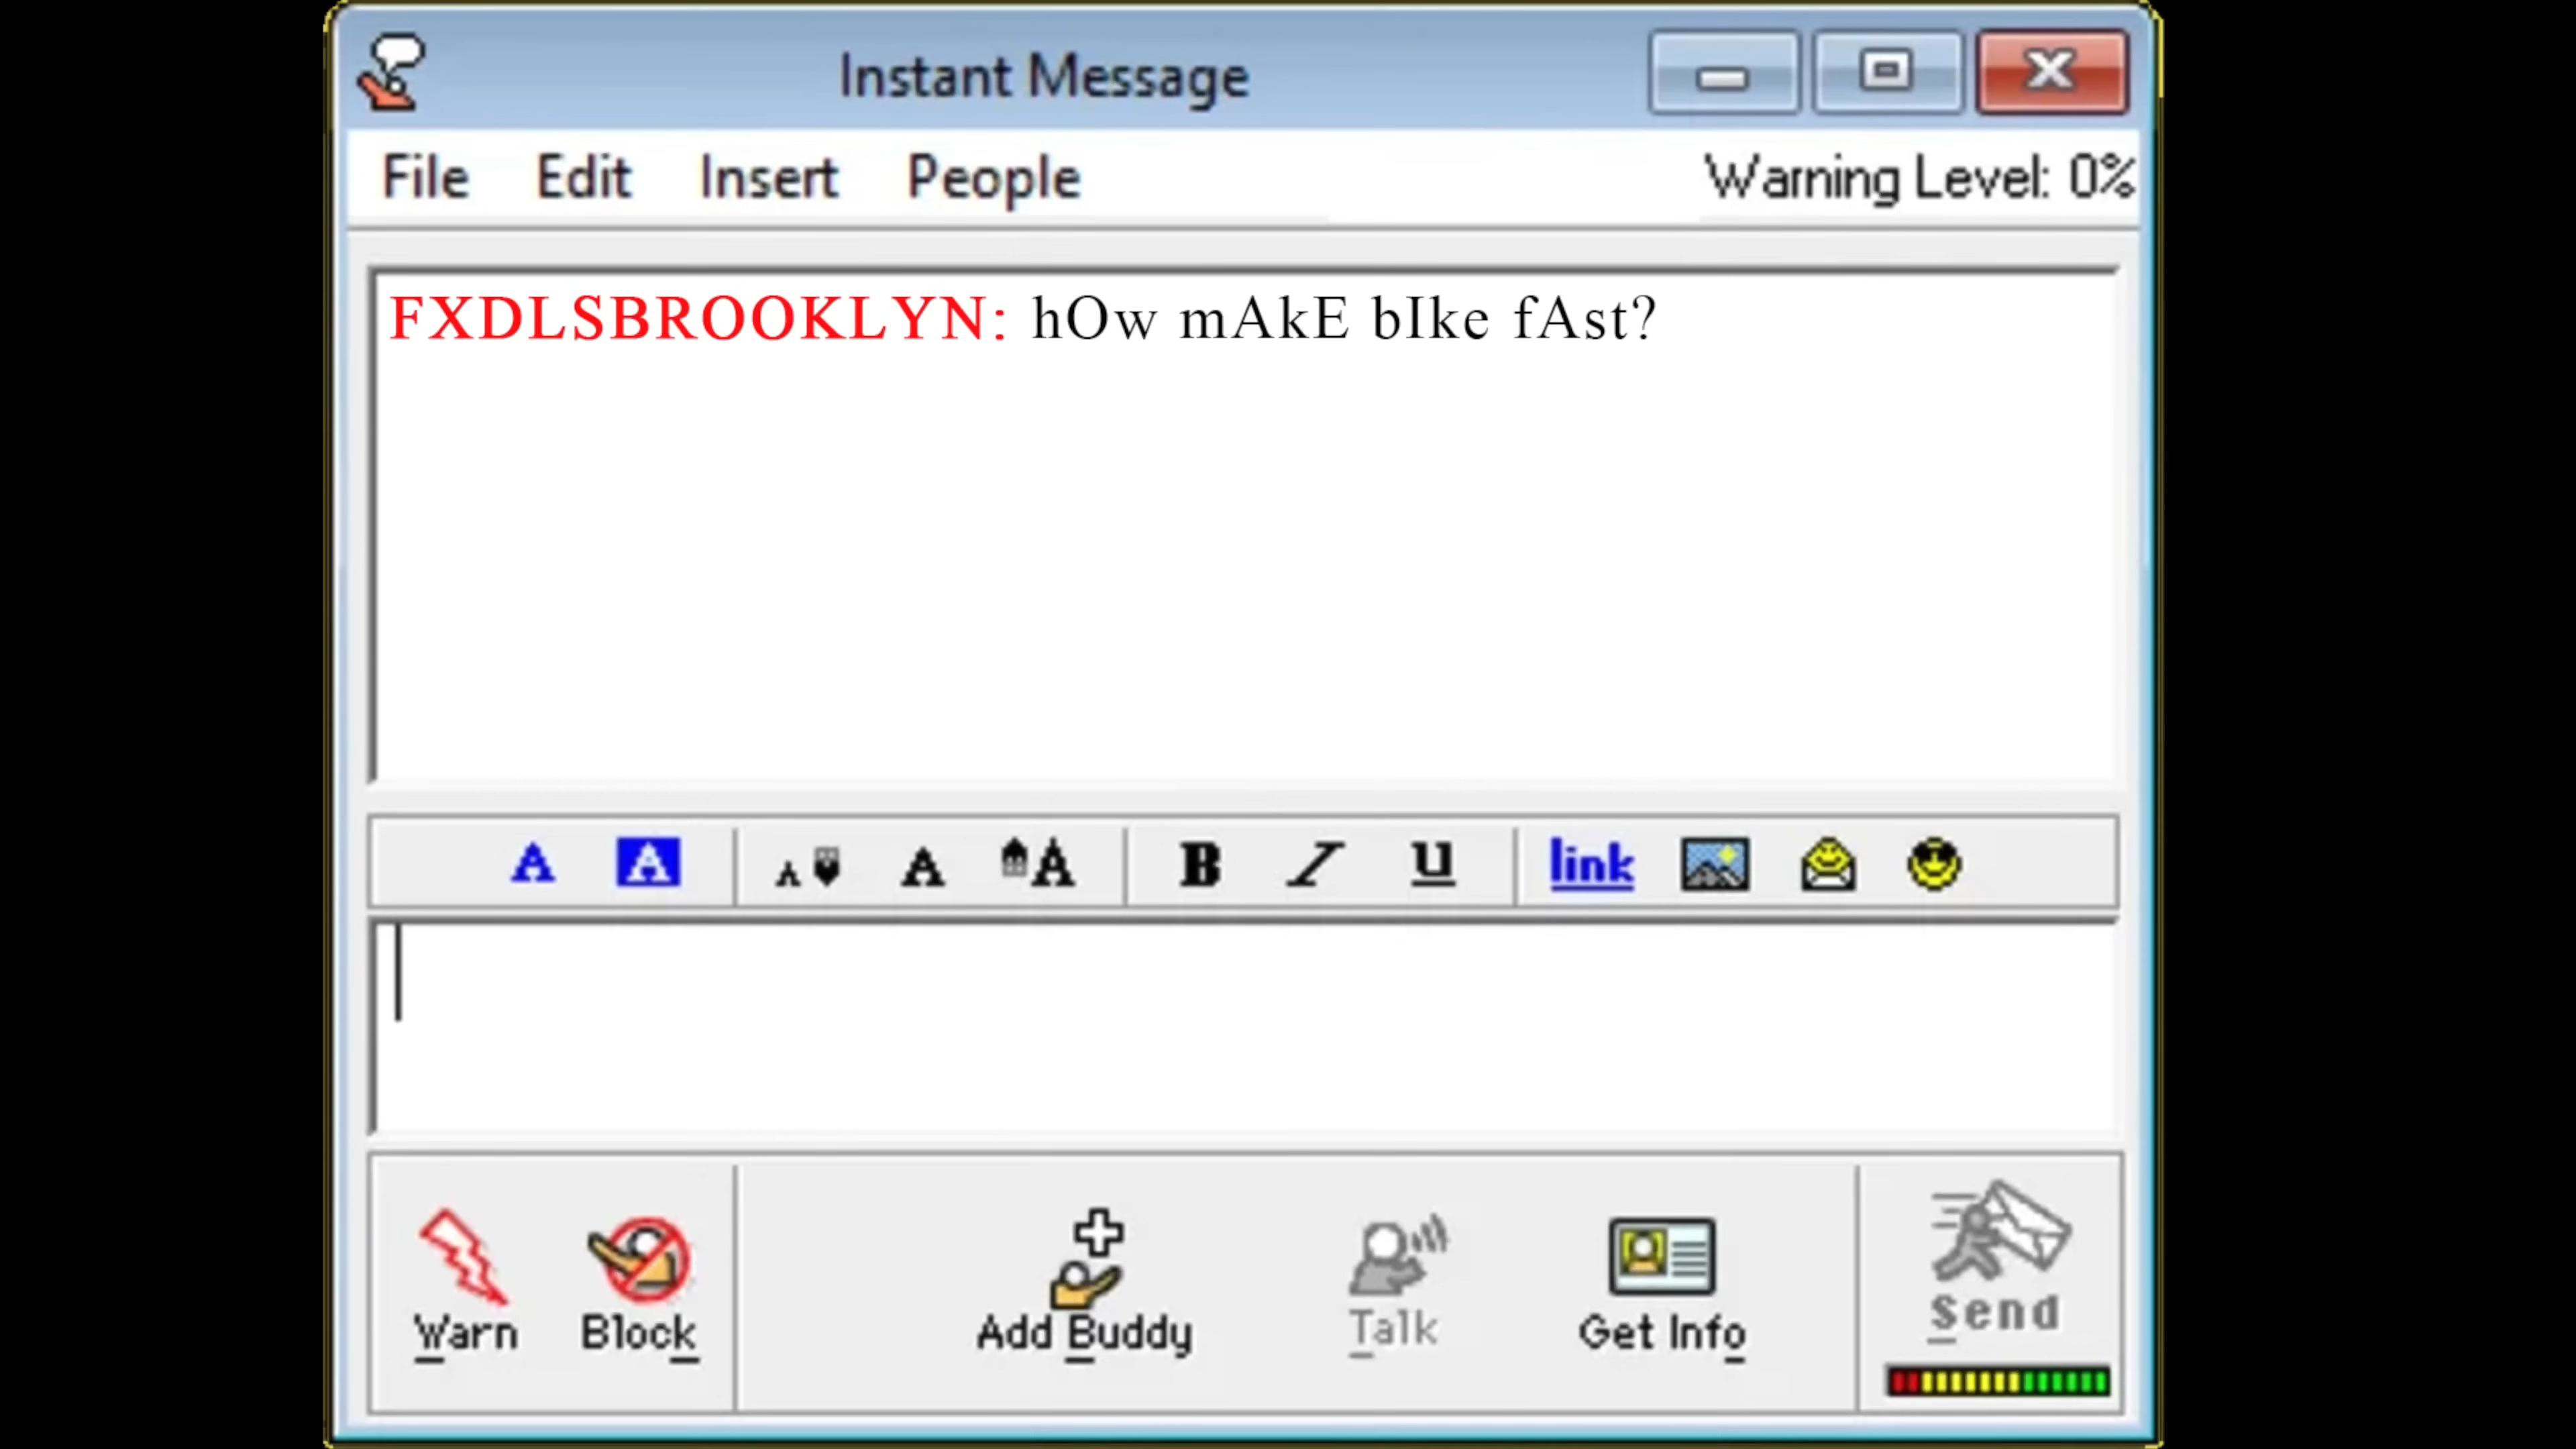 Instant Message
File Edit Insert People Warning Level: 0%
FXDLSBROOKLYN: hOw mAkE bIke fAst?
A A A A A B I U link
Warn Block Add Buddy Talk Get Info Send